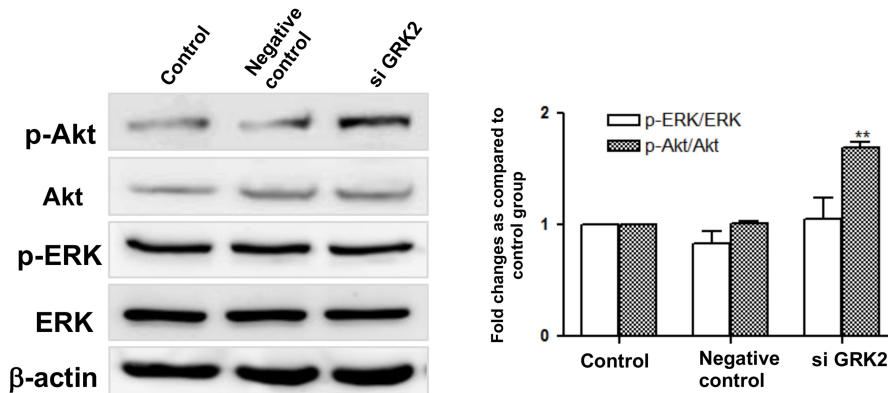 Control
Negative
control
si GRK2
p-Akt
Akt
p-ERK
ERK
β-actin
Fold changes as compared to
control group
2
1
0
p-ERK/ERK
p-Akt/Akt
**
Control
Negative
control
si GRK2